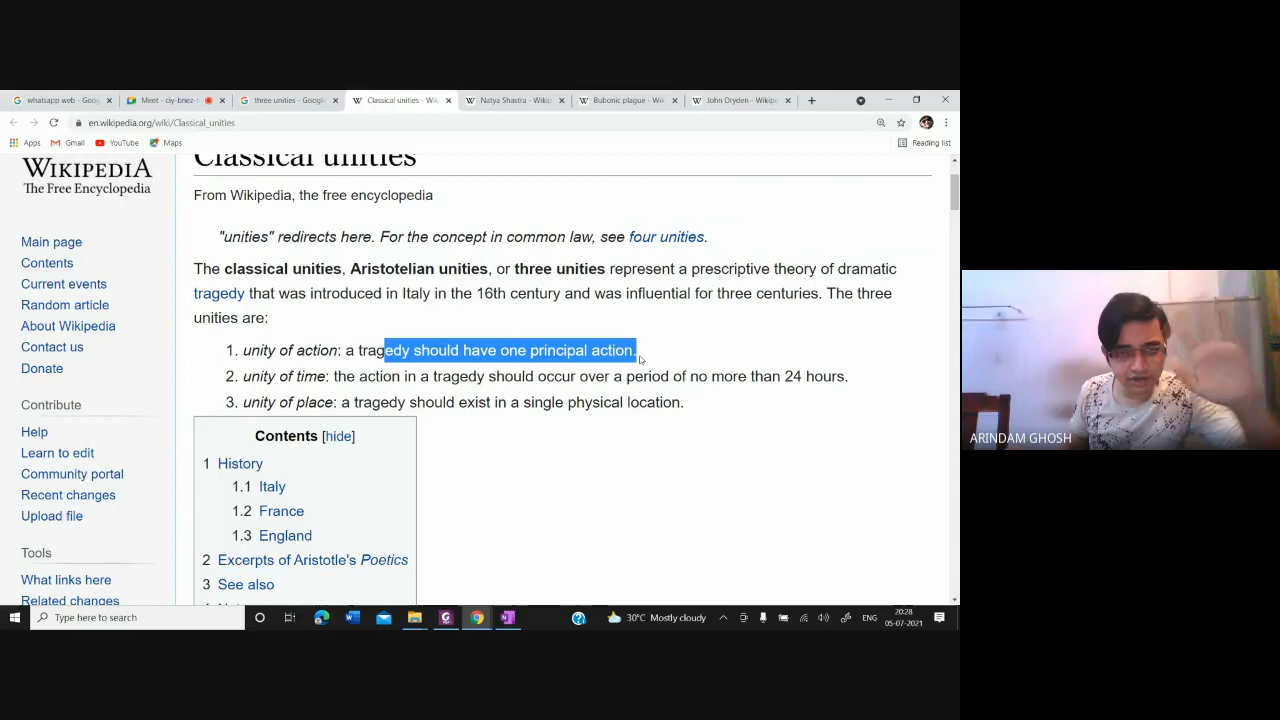 whatsapp web - Goog
Meet - ciy-bnez-
three unities - Google
Classical unities - Wiki
Natya Shastra - Wikip
Bubonic plague - Wiki
John Dryden - Wikipe
en.wikipedia.org/wiki/Classical_unities
Apps Gmail YouTube Maps Reading list
Classical unities
WIKIPEDIA
The Free Encyclopedia
From Wikipedia, the free encyclopedia
"unities" redirects here. For the concept in common law, see four unities.
Main page
Contents
Current events
Random article
About Wikipedia
Contact us
Donate
Contribute
Help
Learn to edit
Community portal
Recent changes
Upload file
Tools
What links here
Related changes
The classical unities, Aristotelian unities, or three unities represent a prescriptive theory of dramatic
tragedy that was introduced in Italy in the 16th century and was influential for three centuries. The three
unities are:
1. unity of action: a tragedy should have one principal action.
2. unity of time: the action in a tragedy should occur over a period of no more than 24 hours.
3. unity of place: a tragedy should exist in a single physical location.
Contents [hide]
1 History
1.1 Italy
1.2 France
1.3 England
2 Excerpts of Aristotle's Poetics
3 See also
ARINDAM GHOSH
Type here to search
30°C Mostly cloudy
ENG
20:28
05-07-2021